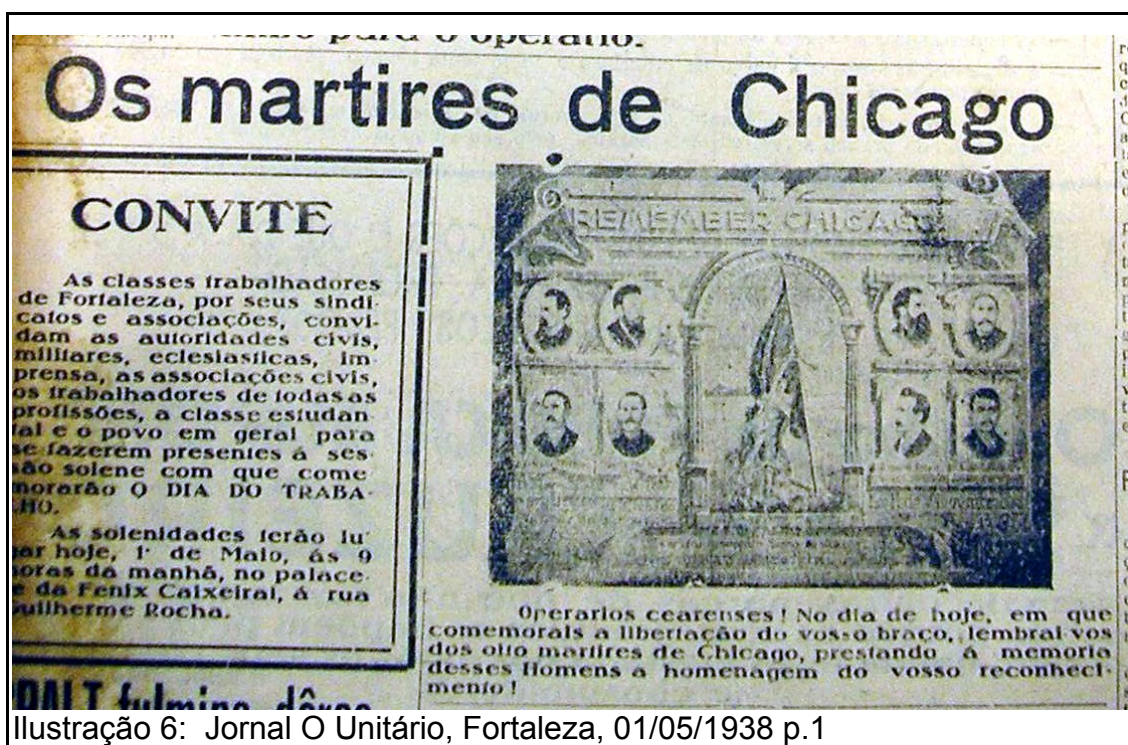 para o operario.
Os martires de Chicago
CONVITE
As classes trabalhadores
de Fortaleza, por seus sindi-
catos e associações, convi-
dam as autoridades civis,
militares, eclesiasticas, im-
prensa, as associações civis,
os trabalhadores de todas as
profissões, a classe estudan-
tal e o povo em geral para
se fazerem presentes á ses-
são solene com que come
morarão O DIA DO TRABA-
LHO.
As solenidades terão lu-
gar hoje, 1º de Maio, ás 9
horas da manhã, no palace-
te da Fenix Caixeiral, á rua
Guilherme Rocha.
fulmina dôres
REMEMBER CHICAGO
Operarios cearenses! No dia de hoje, em que
comemorais a libertação do vosso braço, lembrai-vos
dos oito martires de Chicago, prestando á memoria
desses Homens a homenagem do vosso reconheci-
mento!
Ilustração 6: Jornal O Unitário, Fortaleza, 01/05/1938 p.1